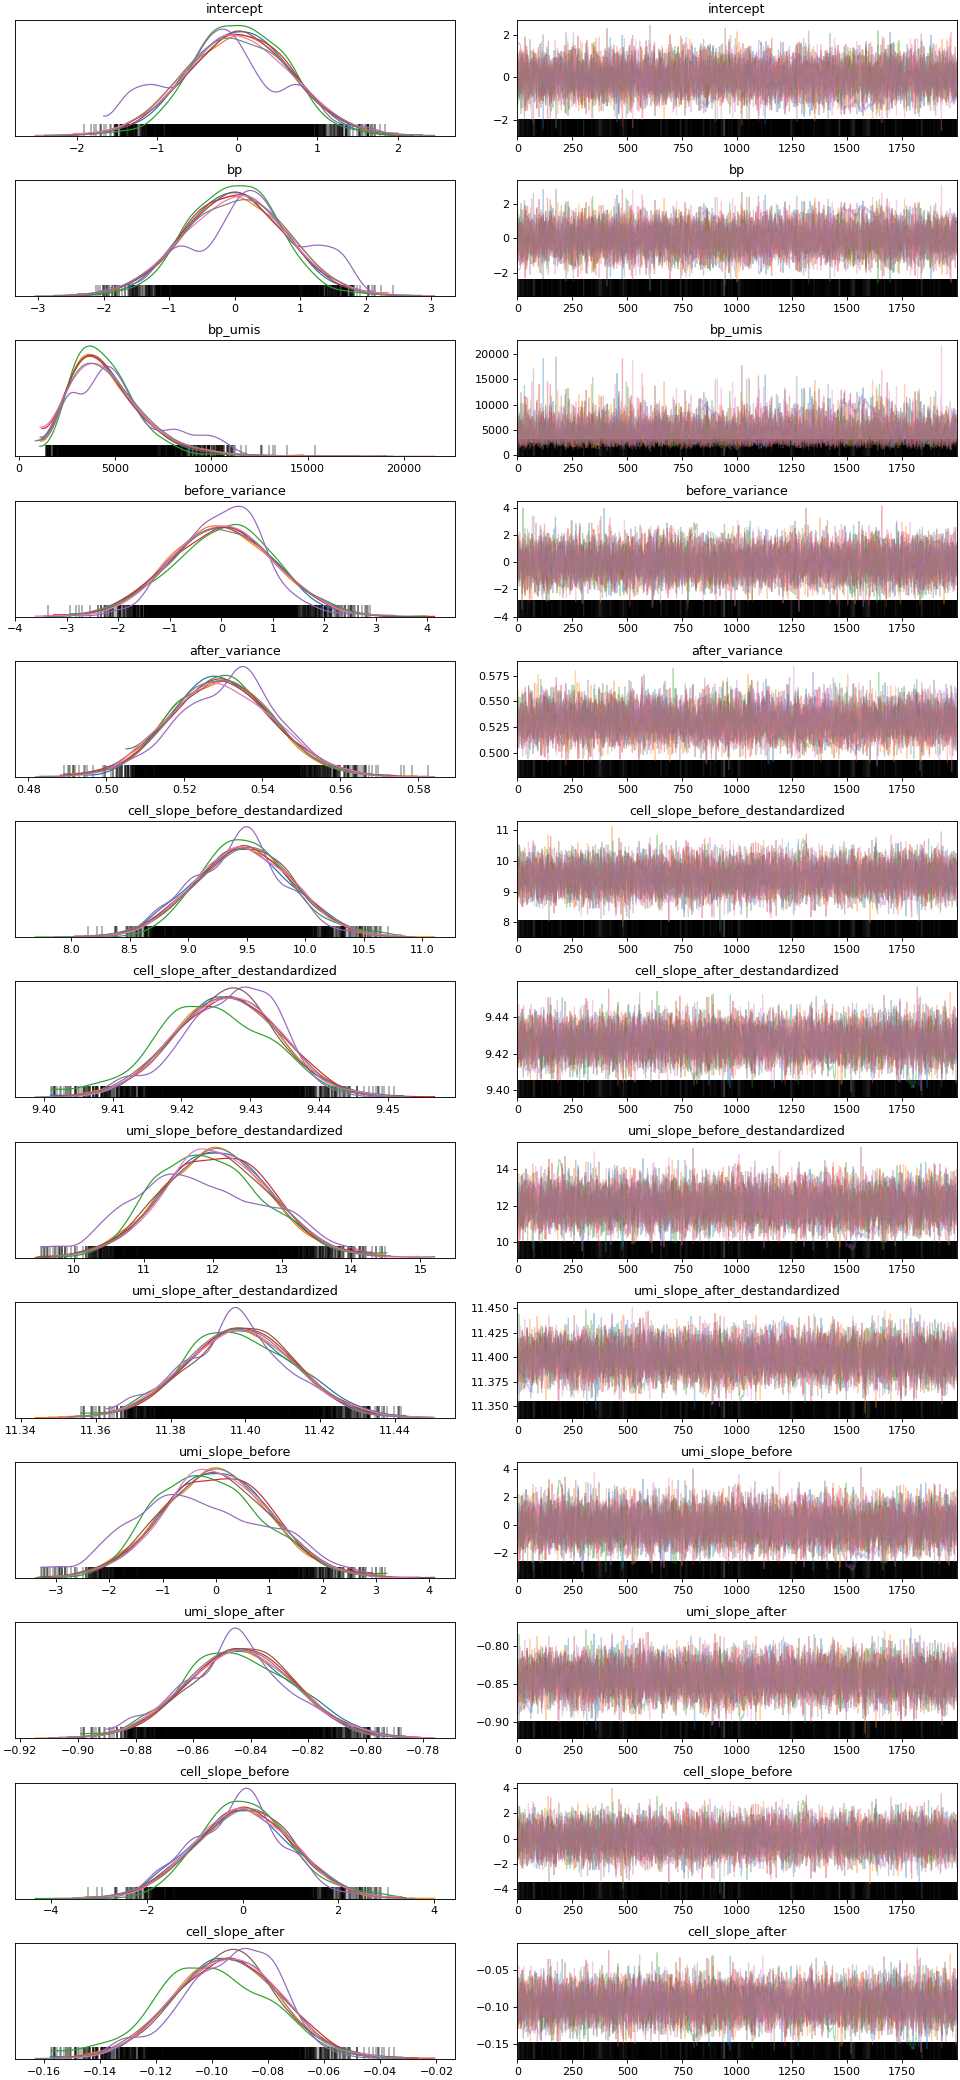 intercept intercept
2
0
−2
−2 −1 0 1 2 0 250 500 750 1000 1250 1500 1750
bp bp
2
0
−2
−3 −2 −1 0 1 2 3 0 250 500 750 1000 1250 1500 1750
bp_umis bp_umis
20000
15000
10000
5000
0
0 5000 10000 15000 20000 0 250 500 750 1000 1250 1500 1750
before_variance before_variance
4
2
0
−2
−4
−4 −3 −2 −1 0 1 2 3 4 0 250 500 750 1000 1250 1500 1750
after_variance after_variance
0.575
0.550
0.525
0.500
0.48 0.50 0.52 0.54 0.56 0.58 0 250 500 750 1000 1250 1500 1750
cell_slope_before_destandardized cell_slope_before_destandardized
11
10
9
8
8.0 8.5 9.0 9.5 10.0 10.5 11.0 0 250 500 750 1000 1250 1500 1750
cell_slope_after_destandardized cell_slope_after_destandardized
9.44
9.42
9.40
9.40 9.41 9.42 9.43 9.44 9.45 0 250 500 750 1000 1250 1500 1750
umi_slope_before_destandardized umi_slope_before_destandardized
14
12
10
10 11 12 13 14 15 0 250 500 750 1000 1250 1500 1750
umi_slope_after_destandardized umi_slope_after_destandardized
11.450
11.425
11.400
11.375
11.350
11.34 11.36 11.38 11.40 11.42 11.44 0 250 500 750 1000 1250 1500 1750
umi_slope_before umi_slope_before
4
2
0
−2
−3 −2 −1 0 1 2 3 4 0 250 500 750 1000 1250 1500 1750
umi_slope_after umi_slope_after
−0.80
−0.85
−0.90
−0.92 −0.90 −0.88 −0.86 −0.84 −0.82 −0.80 −0.78 0 250 500 750 1000 1250 1500 1750
cell_slope_before cell_slope_before
4
2
0
−2
−4
−4 −2 0 2 4 0 250 500 750 1000 1250 1500 1750
cell_slope_after cell_slope_after
−0.05
−0.10
−0.15
−0.16 −0.14 −0.12 −0.10 −0.08 −0.06 −0.04 −0.02 0 250 500 750 1000 1250 1500 1750